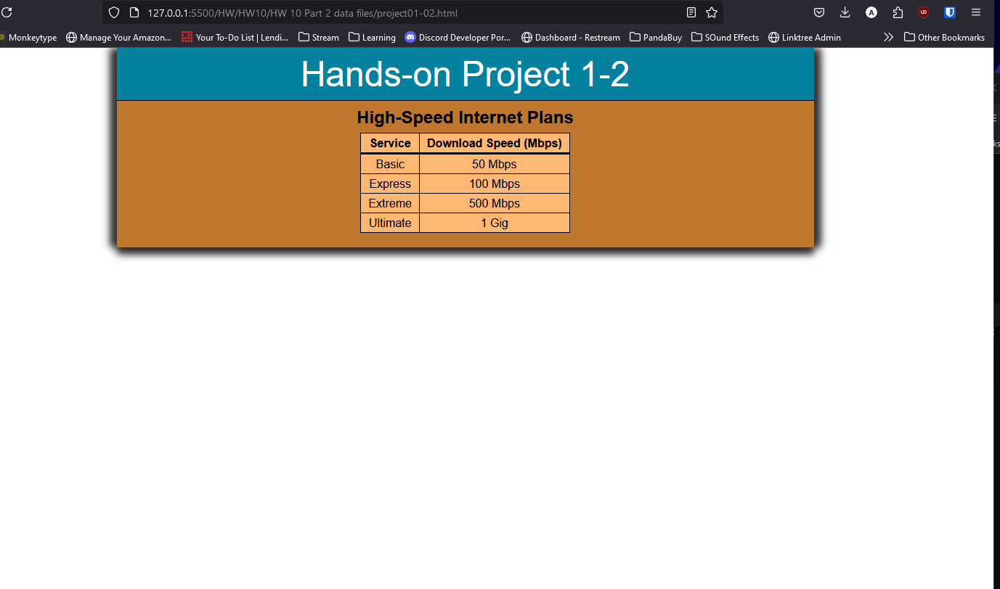 127.0.0.1:5500/HW/HW10/HW 10 Part 2 data files/project01-02.html
A
UD
Monkeytype Manage Your Amazon... Your To-Do List | Lendi... Stream Learning Discord Developer Por... Dashboard - Restream PandaBuy SOund Effects Linktree Admin Other Bookmarks
Hands-on Project 1-2
High-Speed Internet Plans
Service Download Speed (Mbps)
Basic 50 Mbps
Express 100 Mbps
Extreme 500 Mbps
Ultimate 1 Gig